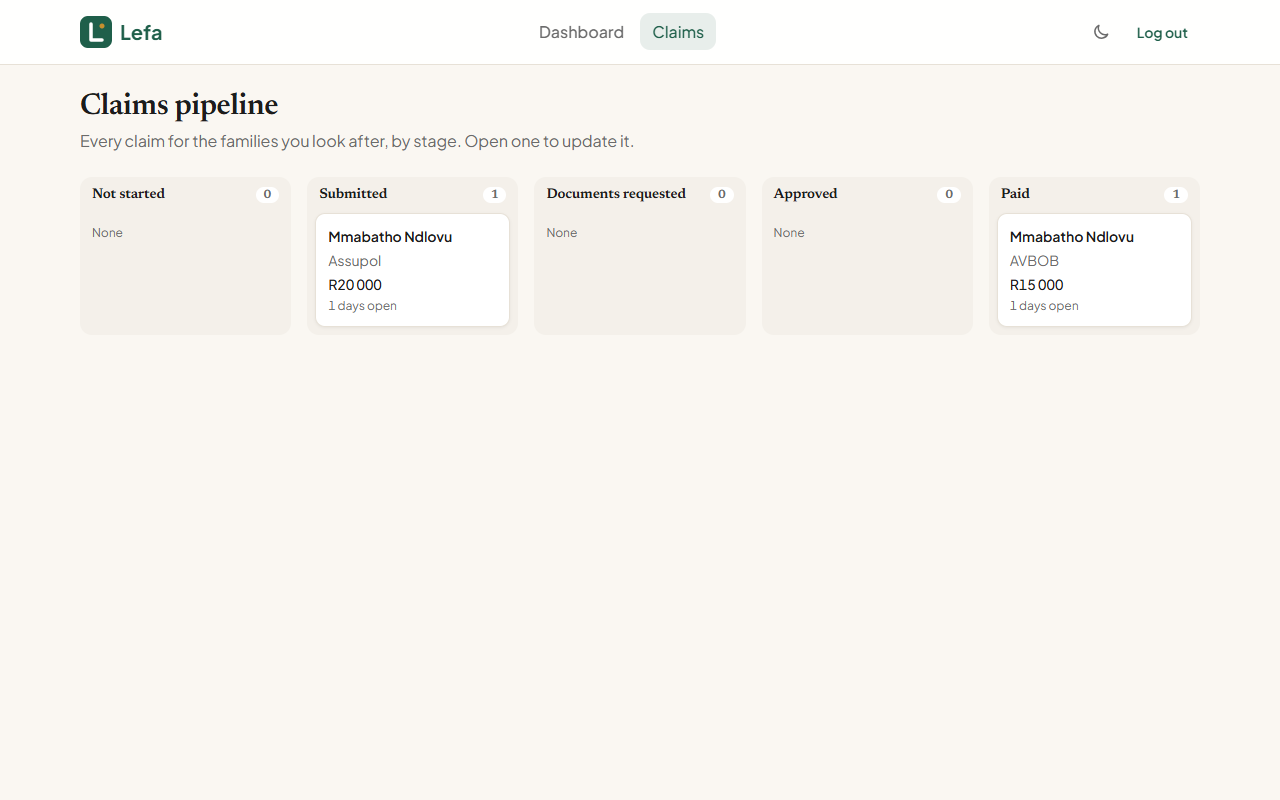 Lefa
Dashboard
Claims
Log out
Claims pipeline
Every claim for the families you look after, by stage. Open one to update it.
Not started
0
None
Submitted
1
Mmabatho Ndlovu
Assupol
R20 000
1 days open
Documents requested
0
None
Approved
0
None
Paid
1
Mmabatho Ndlovu
AVBOB
R15 000
1 days open